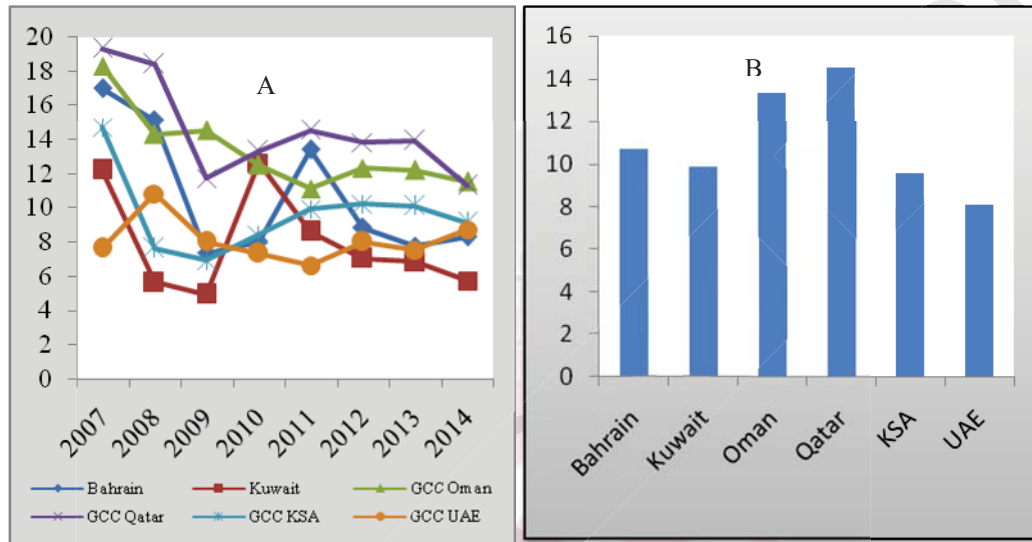 20
18
16
14
12
10
8
6
4
2
0
A
2007
2008
2009
2010
2011
2012
2013
2014
Bahrain
Kuwait
GCC Oman
GCC Qatar
GCC KSA
GCC UAE
16
14
12
10
8
6
4
2
0
B
Bahrain
Kuwait
Oman
Qatar
KSA
UAE